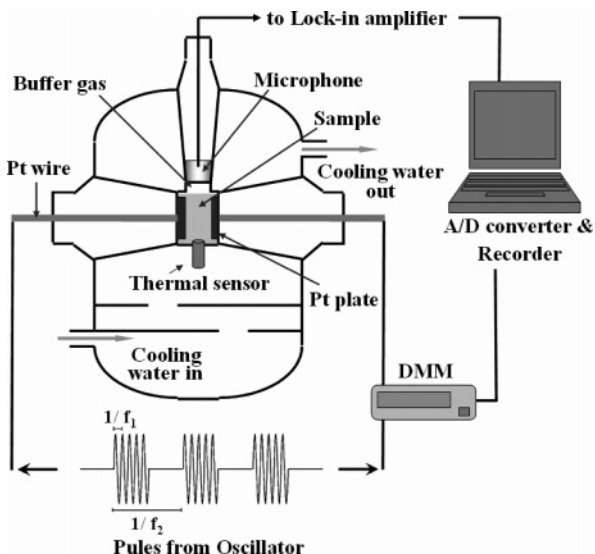 to Lock-in amplifier
Microphone
Buffer gas
Sample
Pt wire
Cooling water
out
A/D converter &
Recorder
Thermal sensor
Pt plate
Cooling
water in
DMM
1/ f1
1/ f2
Pules from Oscillator